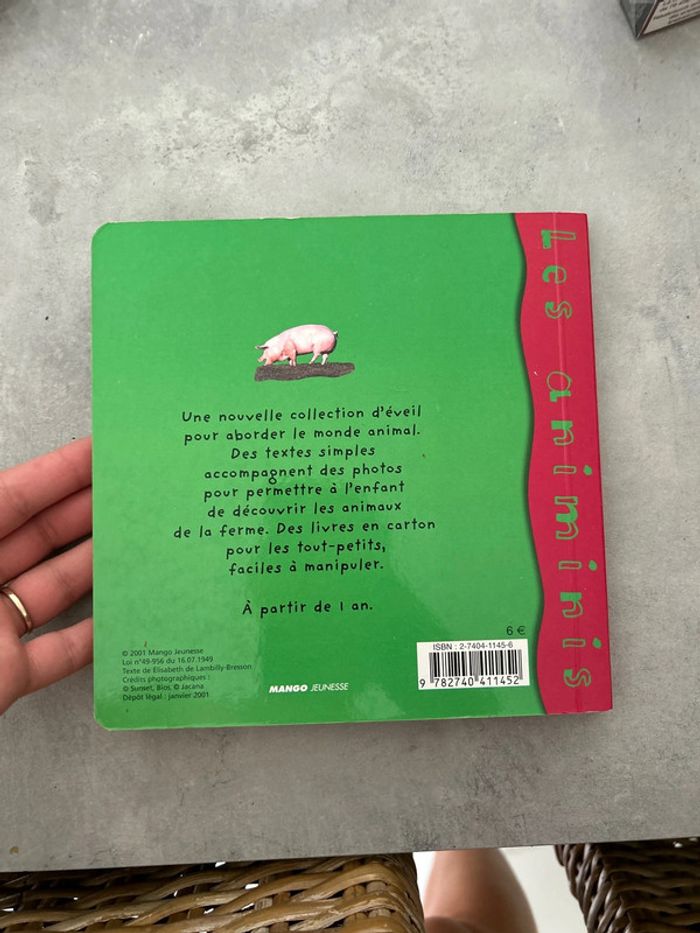 Les animinis
Une nouvelle collection d'éveil
pour aborder le monde animal.
Des textes simples
accompagnent des photos
pour permettre à l'enfant
de découvrir les animaux
de la ferme. Des livres en carton
pour les tout-petits,
faciles à manipuler.
À partir de 1 an.
6 €
© 2001 Mango Jeunesse
Loi n°49-956 du 16.07.1949
Texte de Elisabeth de Lambilly-Bresson
Crédits photographiques :
© Sunset, Bios, © Jacana
Dépôt légal : janvier 2001
MANGO JEUNESSE
ISBN : 2-7404-1145-6
9 782740 411452